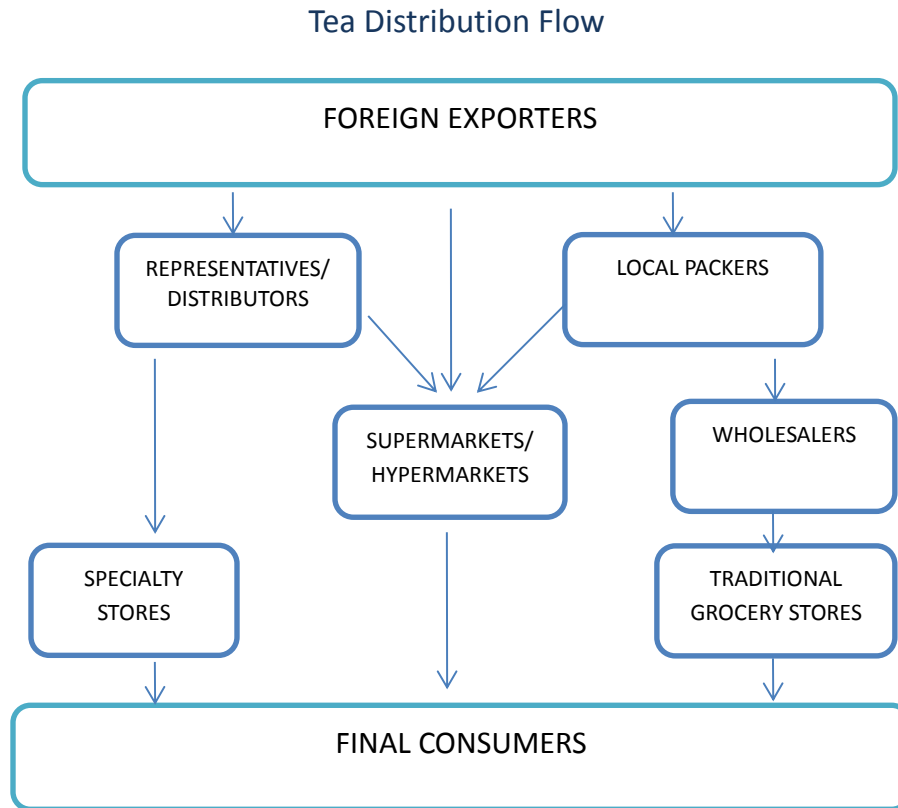 Tea Distribution Flow
FOREIGN EXPORTERS
REPRESENTATIVES/
DISTRIBUTORS
LOCAL PACKERS
SUPERMARKETS/
HYPERMARKETS
WHOLESALERS
SPECIALTY
STORES
TRADITIONAL
GROCERY STORES
FINAL CONSUMERS